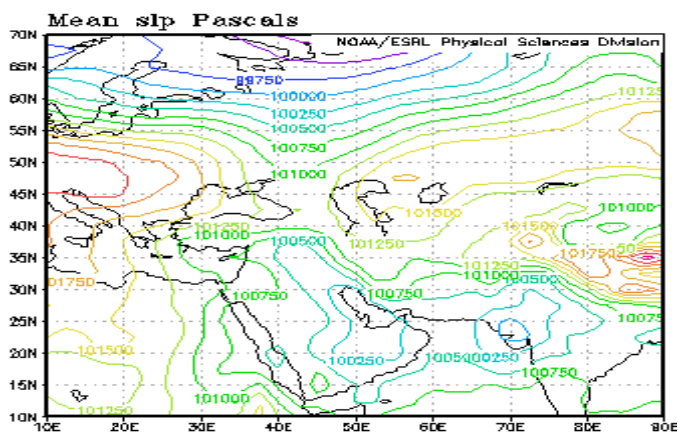 Mean slp Pascals
NOAA/ESRL Physical Sciences Division
70N
65N
99750
60N
100000
101250
100250
55N
100500
100750
50N
101000
45N
101500
40N
101000
101000
100500
101500
101250
35N
101250
101750
101750
101000
100500
30N
100750
100750
10075
25N
101500
100250
100500
100250
20N
15N
100750
101000
101250
10N
10E
20E
30E
40E
50E
60E
70E
80E
90E